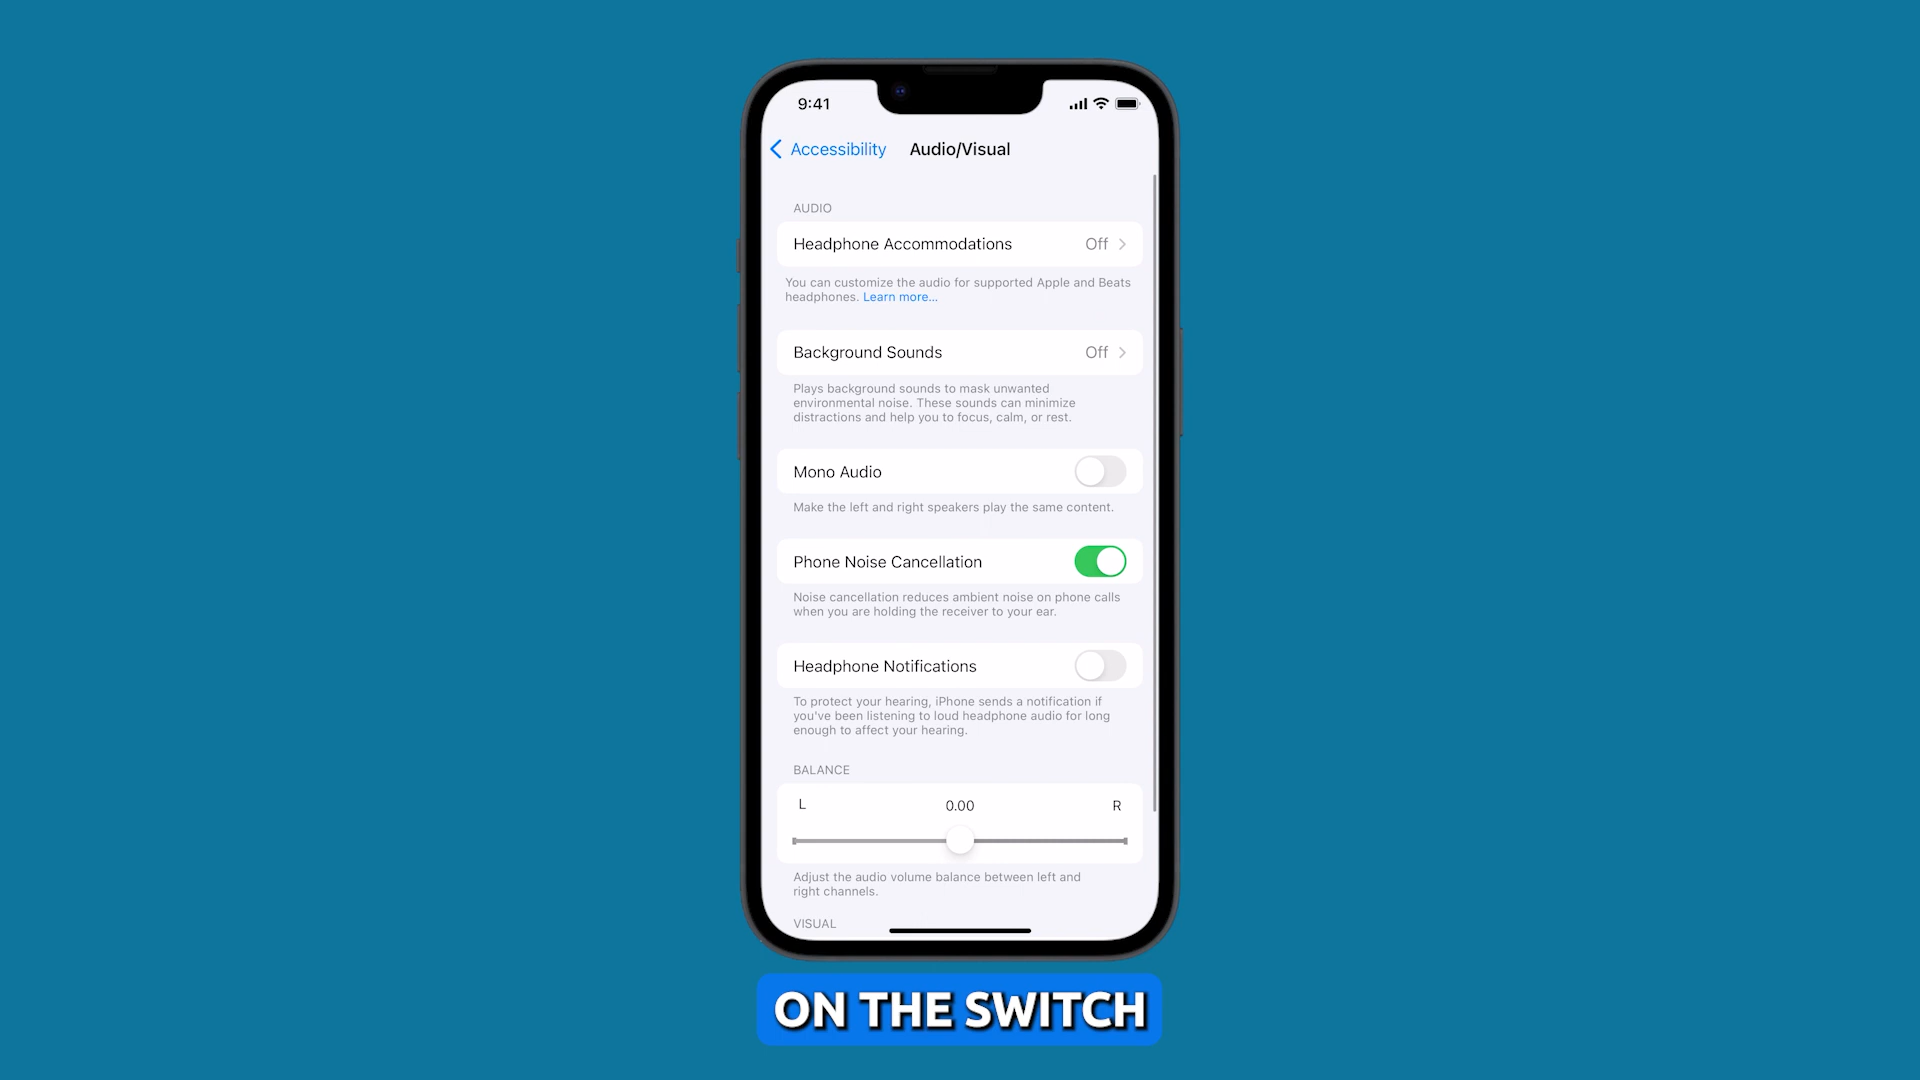 9:41
Accessibility
Audio/Visual
AUDIO
Headphone Accommodations
Off
You can customize the audio for supported Apple and Beats
headphones. Learn more...
Background Sounds
Off
Plays background sounds to mask unwanted
environmental noise. These sounds can minimize
distractions and help you to focus, calm, or rest.
Mono Audio
Make the left and right speakers play the same content.
Phone Noise Cancellation
Noise cancellation reduces ambient noise on phone calls
when you are holding the receiver to your ear.
Headphone Notifications
To protect your hearing, iPhone sends a notification if
you've been listening to loud headphone audio for long
enough to affect your hearing.
BALANCE
L
0.00
R
Adjust the audio volume balance between left and
right channels.
VISUAL
ON THE SWITCH